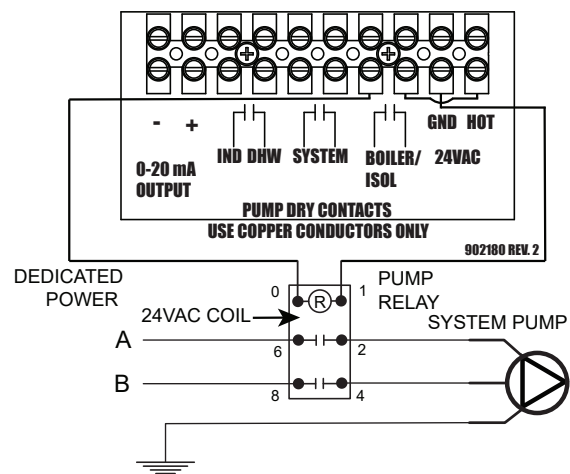 - +
0-20 mA
OUTPUT
IND DHW
SYSTEM
BOILER/
ISOL
GND HOT
24VAC
PUMP DRY CONTACTS
USE COPPER CONDUCTORS ONLY
902180 REV. 2
DEDICATED
POWER
0
R
1
PUMP
RELAY
24VAC COIL
SYSTEM PUMP
A
6
2
B
8
4